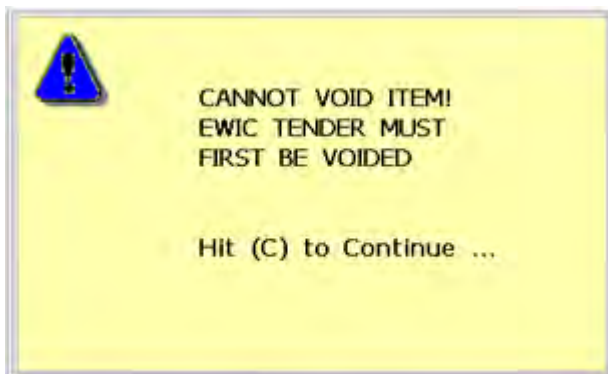 CANNOT VOID ITEM!
EWIC TENDER MUST
FIRST BE VOIDED
Hit (C) to Continue ...